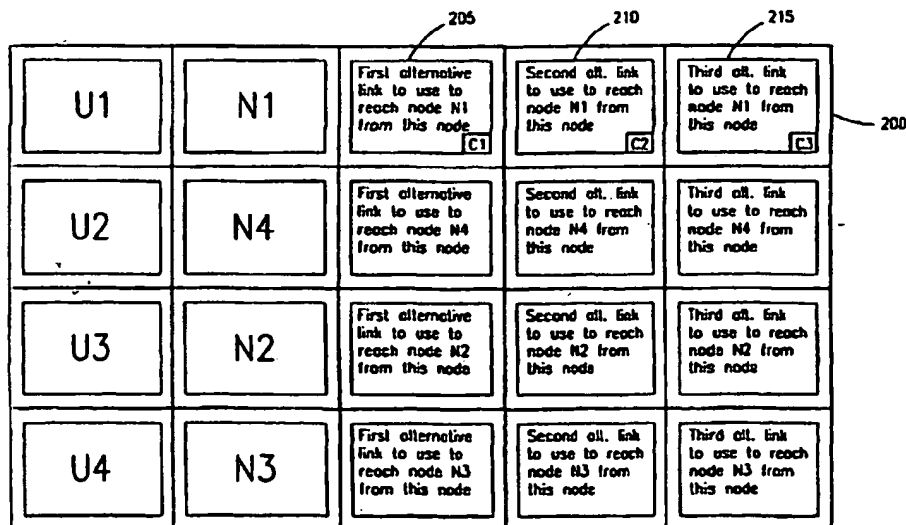 205
210
215
200
U1
N1
First alternative
link to use to
reach node N1
from this node
C1
Second alt. link
to use to reach
node N1 from
this node
C2
Third alt. link
to use to reach
node N1 from
this node
C3
U2
N4
First alternative
link to use to
reach node N4
from this node
Second alt. link
to use to reach
node N4 from
this node
Third alt. link
to use to reach
node N4 from
this node
U3
N2
First alternative
link to use to
reach node N2
from this node
Second alt. link
to use to reach
node N2 from
this node
Third alt. link
to use to reach
node N2 from
this node
U4
N3
First alternative
link to use to
reach node N3
from this node
Second alt. link
to use to reach
node N3 from
this node
Third alt. link
to use to reach
node N3 from
this node